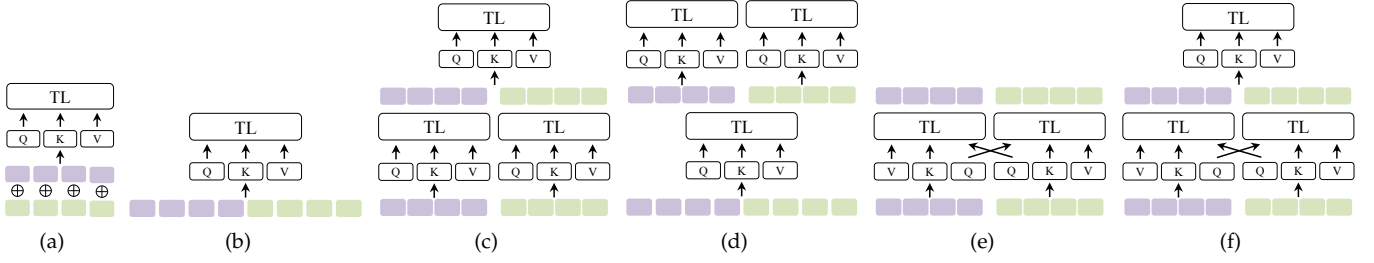 TL
TL TL
Q K V
Q K V Q K V
TL
Q K V
TL
Q K V
⊕ ⊕ ⊕ ⊕
TL
Q K V
TL TL
Q K V Q K V
TL
Q K V
TL TL
V K Q Q K V
TL TL
V K Q Q K V
(a) (b) (c) (d) (e) (f)